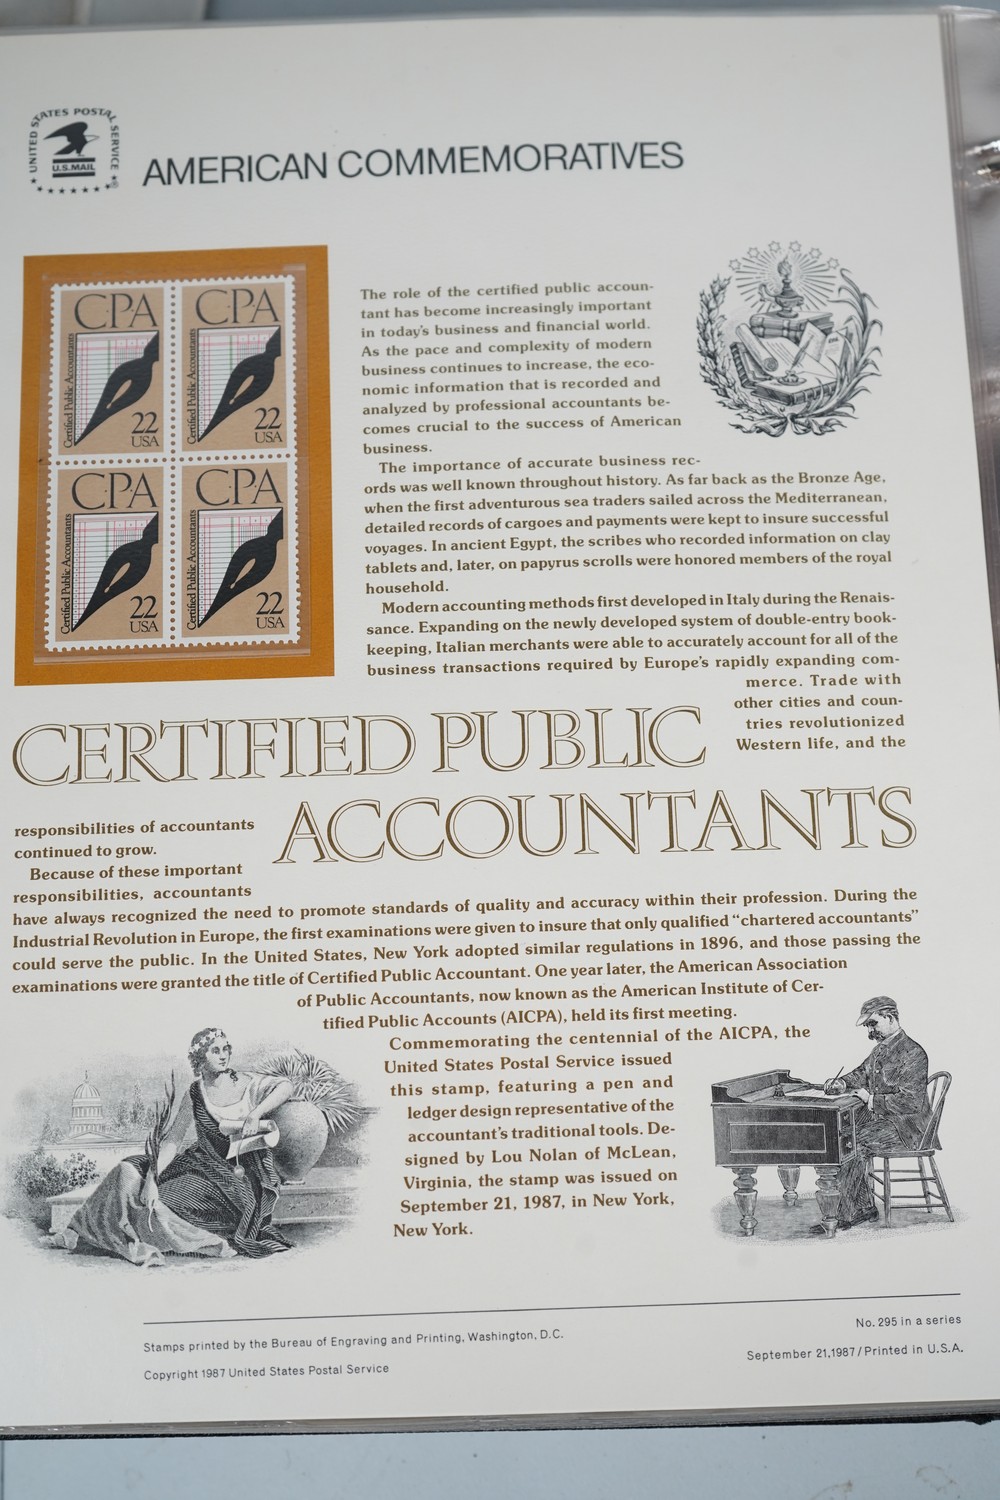 UNITED STATES POSTAL SERVICE
U.S.MAIL
AMERICAN COMMEMORATIVES
CPA
Certified Public Accountants
22
USA
CPA
Certified Public Accountants
22
USA
CPA
Certified Public Accountants
22
USA
CPA
Certified Public Accountants
22
USA
The role of the certified public accoun-
tant has become increasingly important
in today's business and financial world.
As the pace and complexity of modern
business continues to increase, the eco-
nomic information that is recorded and
analyzed by professional accountants be-
comes crucial to the success of American
business.
The importance of accurate business rec-
ords was well known throughout history. As far back as the Bronze Age,
when the first adventurous sea traders sailed across the Mediterranean,
detailed records of cargoes and payments were kept to insure successful
voyages. In ancient Egypt, the scribes who recorded information on clay
tablets and, later, on papyrus scrolls were honored members of the royal
household.
Modern accounting methods first developed in Italy during the Renais-
sance. Expanding on the newly developed system of double-entry book-
keeping, Italian merchants were able to accurately account for all of the
business transactions required by Europe's rapidly expanding com-
merce. Trade with
other cities and coun-
tries revolutionized
Western life, and the
CERTIFIED PUBLIC
ACCOUNTANTS
responsibilities of accountants
continued to grow.
Because of these important
responsibilities, accountants
have always recognized the need to promote standards of quality and accuracy within their profession. During the
Industrial Revolution in Europe, the first examinations were given to insure that only qualified "chartered accountants"
could serve the public. In the United States, New York adopted similar regulations in 1896, and those passing the
examinations were granted the title of Certified Public Accountant. One year later, the American Association
of Public Accountants, now known as the American Institute of Cer-
tified Public Accounts (AICPA), held its first meeting.
Commemorating the centennial of the AICPA, the
United States Postal Service issued
this stamp, featuring a pen and
ledger design representative of the
accountant's traditional tools. De-
signed by Lou Nolan of McLean,
Virginia, the stamp was issued on
September 21, 1987, in New York,
New York.
Stamps printed by the Bureau of Engraving and Printing, Washington, D.C.
Copyright 1987 United States Postal Service
No. 295 in a series
September 21,1987/Printed in U.S.A.